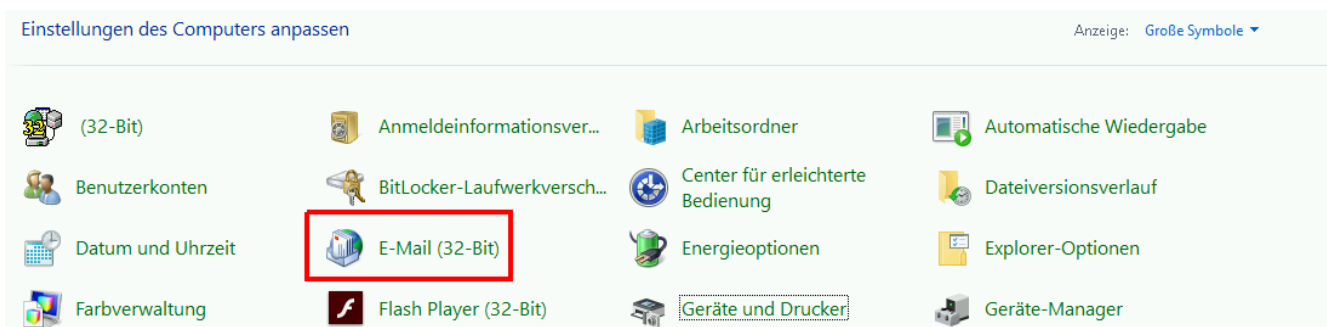 Einstellungen des Computers anpassen
Anzeige: Große Symbole
32
(32-Bit)
Anmeldeinformationsver...
Arbeitsordner
Automatische Wiedergabe
Benutzerkonten
BitLocker-Laufwerkversch...
Center für erleichterte
Bedienung
Dateiversionsverlauf
Datum und Uhrzeit
E-Mail (32-Bit)
Energieoptionen
Explorer-Optionen
Farbverwaltung
Flash Player (32-Bit)
Geräte und Drucker
Geräte-Manager